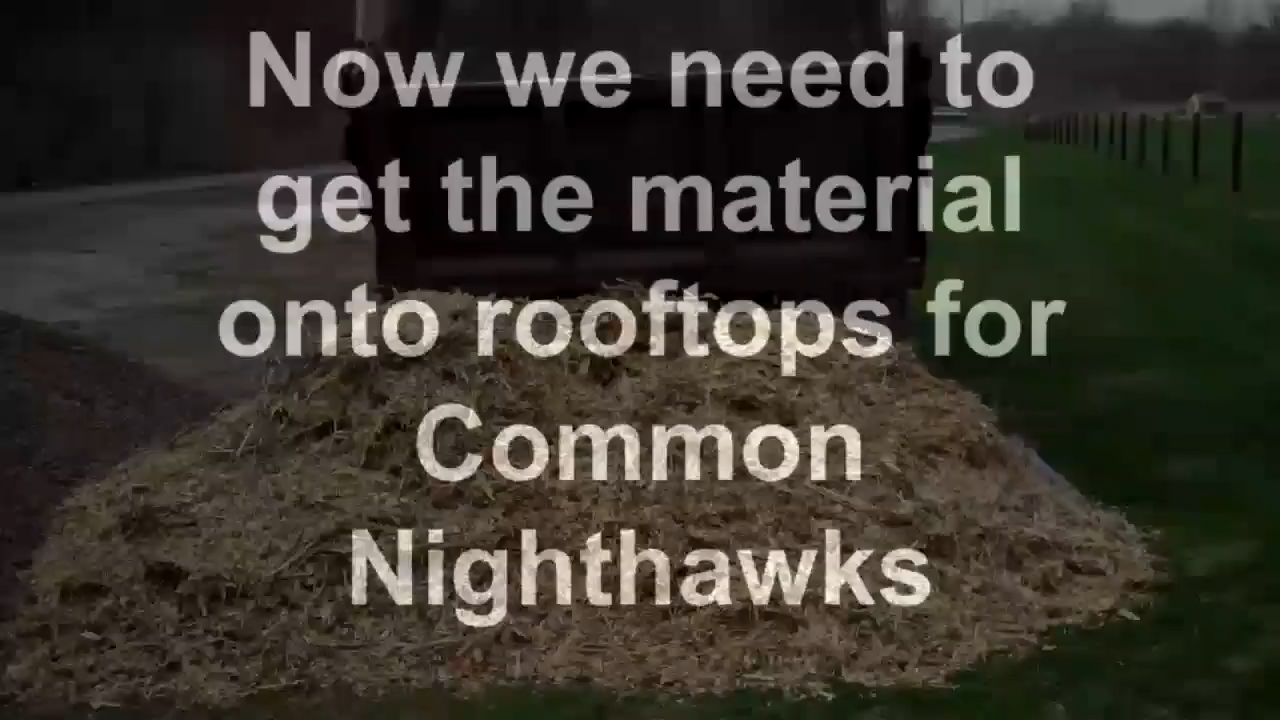 Now we need to
get the material
onto rooftops for
Common
Nighthawks